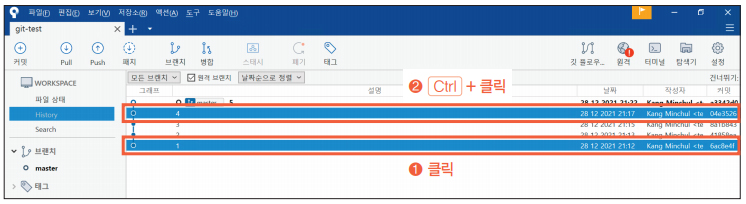 파일(F) 편집(E) 보기(V) 저장소(R) 액션(A) 도구 도움말(H)
git-test
커밋 Pull Push 패치 브랜치 병합 스태시 폐기 태그 깃 플로우... 원격 터미널 탐색기 설정
WORKSPACE
파일 상태
History
Search
브랜치
master
태그
모든 브랜치 원격 브랜치 날짜순으로 정렬 건너뛰기:
그래프 설명 날짜 작성자 커밋
master 5 28 12 2021 21:22 Kang Minchul <te a3342d0
4 28 12 2021 21:17 Kang Minchul <te 04e3526
3 28 12 2021 21:15 Kang Minchul <te 8a1b843
2 28 12 2021 21:13 Kang Minchul <te
1 28 12 2021 21:12 Kang Minchul <te 6ac8e4f
❷ Ctrl + 클릭
❶ 클릭